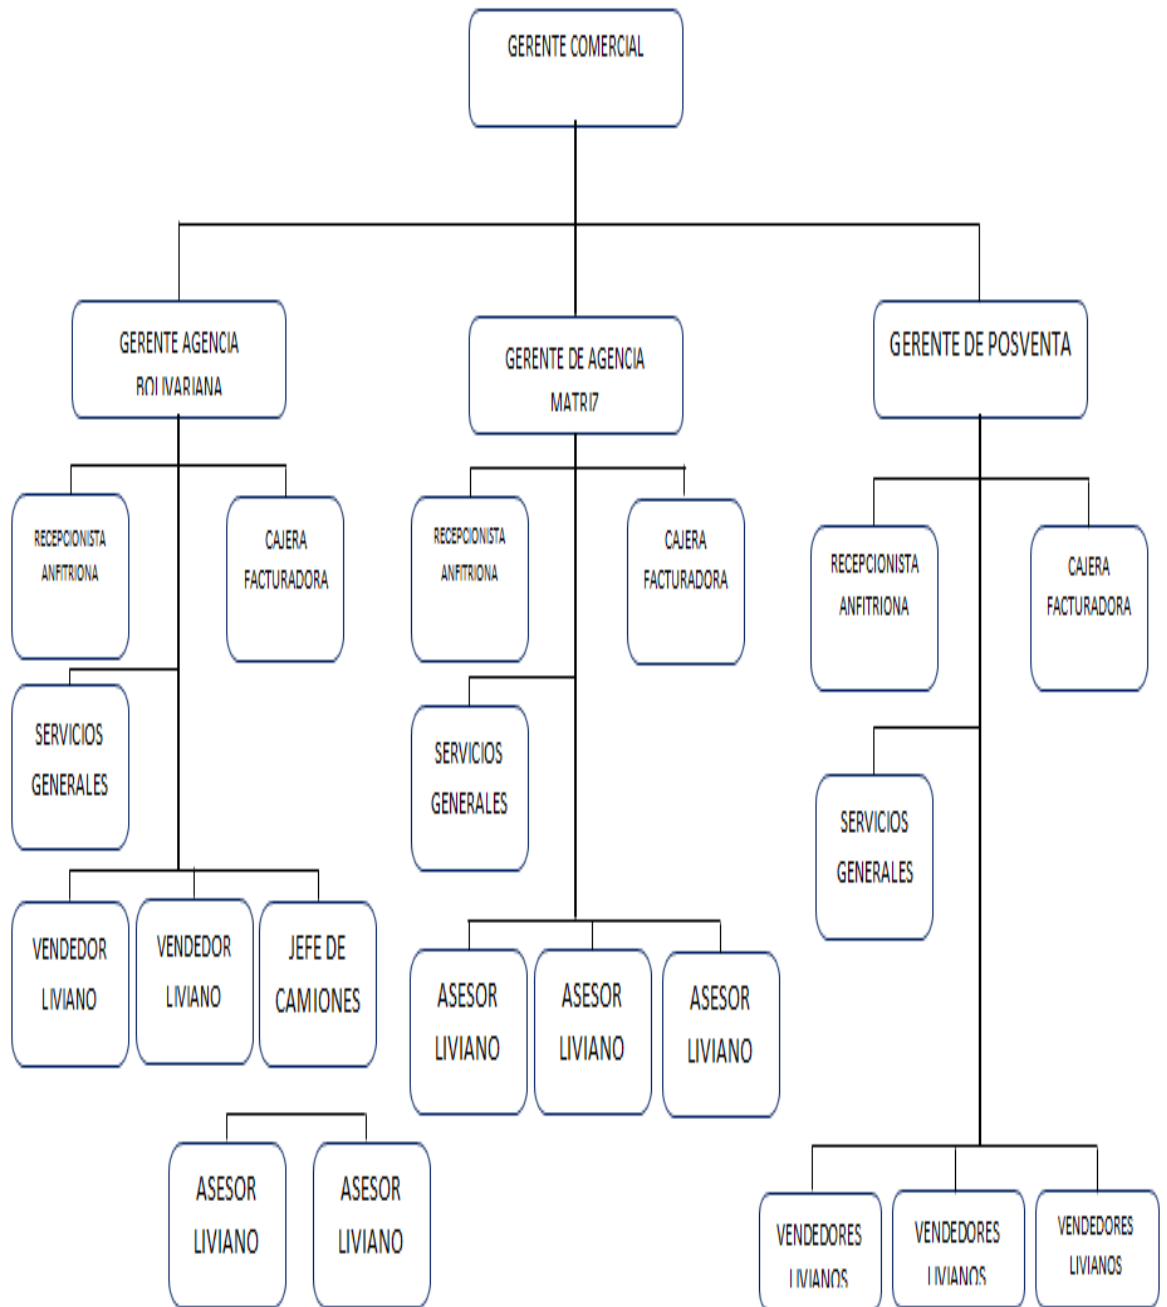 GERENTE COMERCIAL
GERENTE AGENCIA
BOLIVARIANA
GERENTE DE AGENCIA
MATRIZ
GERENTE DE POSVENTA
RECEPCIONISTA
ANFITRIONA
CAJERA
FACTURADORA
RECEPCIONISTA
ANFITRIONA
CAJERA
FACTURADORA
RECEPCIONISTA
ANFITRIONA
CAJERA
FACTURADORA
SERVICIOS
GENERALES
SERVICIOS
GENERALES
SERVICIOS
GENERALES
VENDEDOR
LIVIANO
VENDEDOR
LIVIANO
JEFE DE
CAMIONES
ASESOR
LIVIANO
ASESOR
LIVIANO
ASESOR
LIVIANO
ASESOR
LIVIANO
ASESOR
LIVIANO
VENDEDORES
LIVIANOS
VENDEDORES
LIVIANOS
VENDEDORES
LIVIANOS